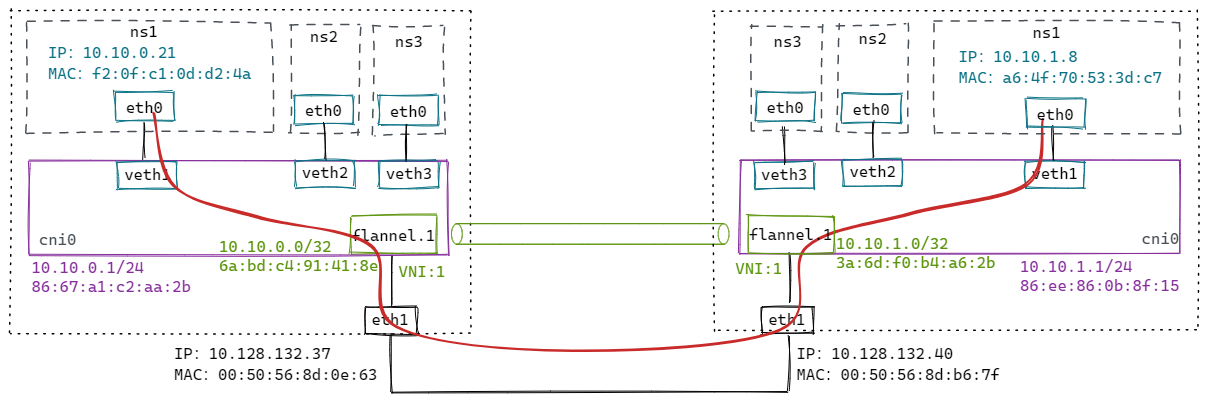 ns1
IP: 10.10.0.21
MAC: f2:0f:c1:0d:d2:4a
eth0
ns2
eth0
ns3
eth0
veth1
veth2
veth3
cni0
flannel.1
10.10.0.0/32
6a:bd:c4:91:41:8e
VNI:1
10.10.0.1/24
86:67:a1:c2:aa:2b
eth1
IP: 10.128.132.37
MAC: 00:50:56:8d:0e:63
ns3
eth0
ns2
eth0
ns1
IP: 10.10.1.8
MAC: a6:4f:70:53:3d:c7
eth0
veth3
veth2
veth1
flannel.1
10.10.1.0/32
3a:6d:f0:b4:a6:2b
VNI:1
cni0
10.10.1.1/24
86:ee:86:0b:8f:15
eth1
IP: 10.128.132.40
MAC: 00:50:56:8d:b6:7f